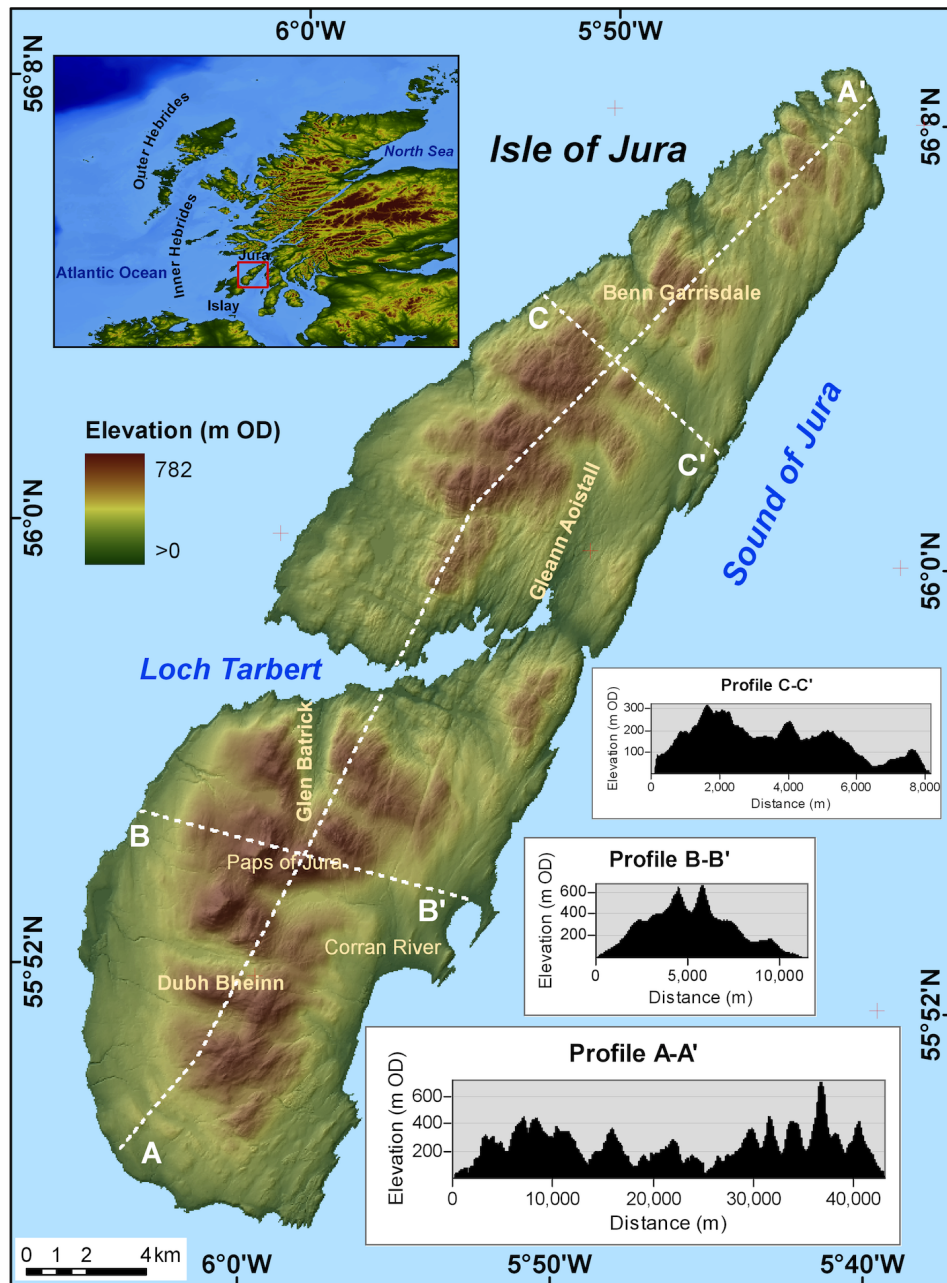 6°0'W
5°50'W
56°8'N
56°8'N
Outer Hebrides
North Sea
Inner Hebrides
Atlantic Ocean
Jura
Islay
Isle of Jura
A'
Benn Garrisdale
C
C'
Elevation (m OD)
782
>0
Gleann Aoistall
Sound of Jura
56°0'N
56°0'N
Loch Tarbert
Glen Batrick
B
Paps of Jura
B'
Corran River
Dubh Bheinn
A
55°52'N
55°52'N
Profile C-C'
Elevation (m OD)
300
200
100
0 2,000 4,000 6,000 8,000
Distance (m)
Profile B-B'
Elevation (m OD)
600
400
200
0 5,000 10,000
Distance (m)
Profile A-A'
Elevation (m OD)
600
400
200
0 10,000 20,000 30,000 40,000
Distance (m)
0 1 2 4 km
6°0'W
5°50'W
5°40'W